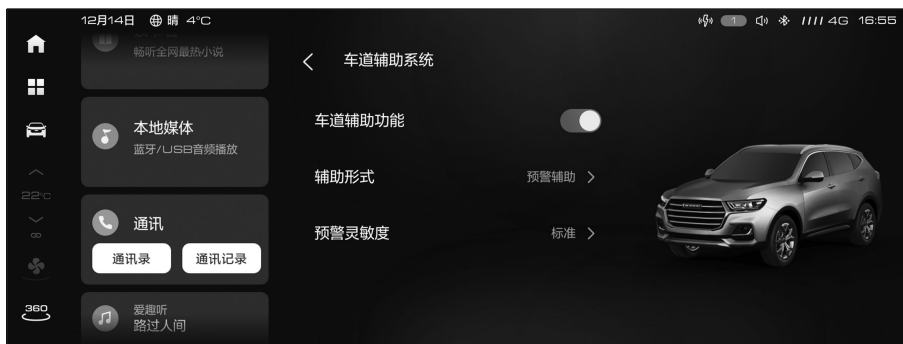 12月14日 晴 4°C
1 4G 16:55
畅听全网最热小说
车道辅助系统
本地媒体
蓝牙/USB音频播放
车道辅助功能
辅助形式
预警辅助
22°C
通讯
通讯录
通讯记录
预警灵敏度
标准
360
爱趣听
路过人间